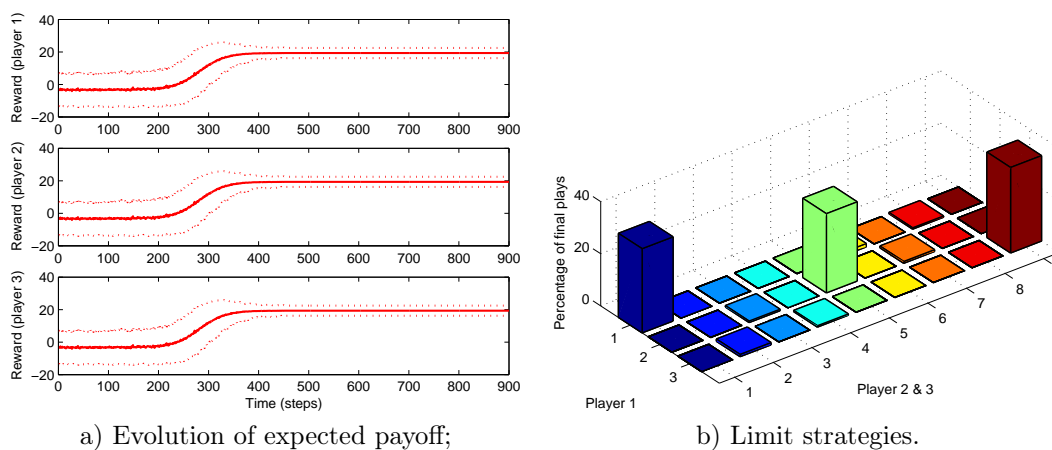 40
20
0
−20
Reward (player 1)
0 100 200 300 400 500 600 700 800 900
40
20
0
−20
Reward (player 2)
0 100 200 300 400 500 600 700 800 900
40
20
0
−20
Reward (player 3)
0 100 200 300 400 500 600 700 800 900
Time (steps)
a) Evolution of expected payoff;
40
20
0
Percentage of final plays
1
2
3
Player 1
1
2
3
4
5
6
7
8
Player 2 & 3
b) Limit strategies.